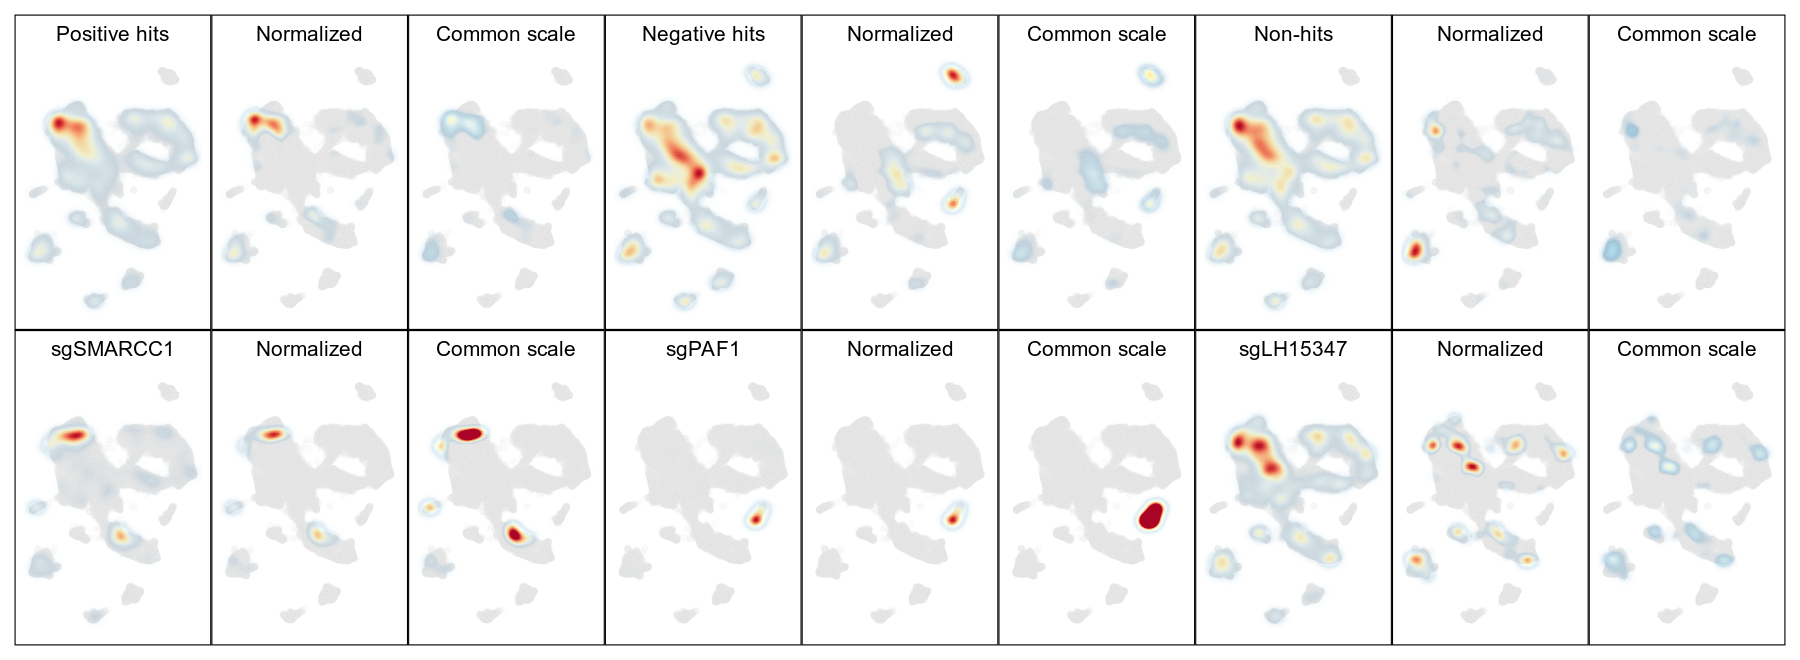 Positive hits
Normalized
Common scale
Negative hits
Normalized
Common scale
Non-hits
Normalized
Common scale
sgSMARCC1
Normalized
Common scale
sgPAF1
Normalized
Common scale
sgLH15347
Normalized
Common scale